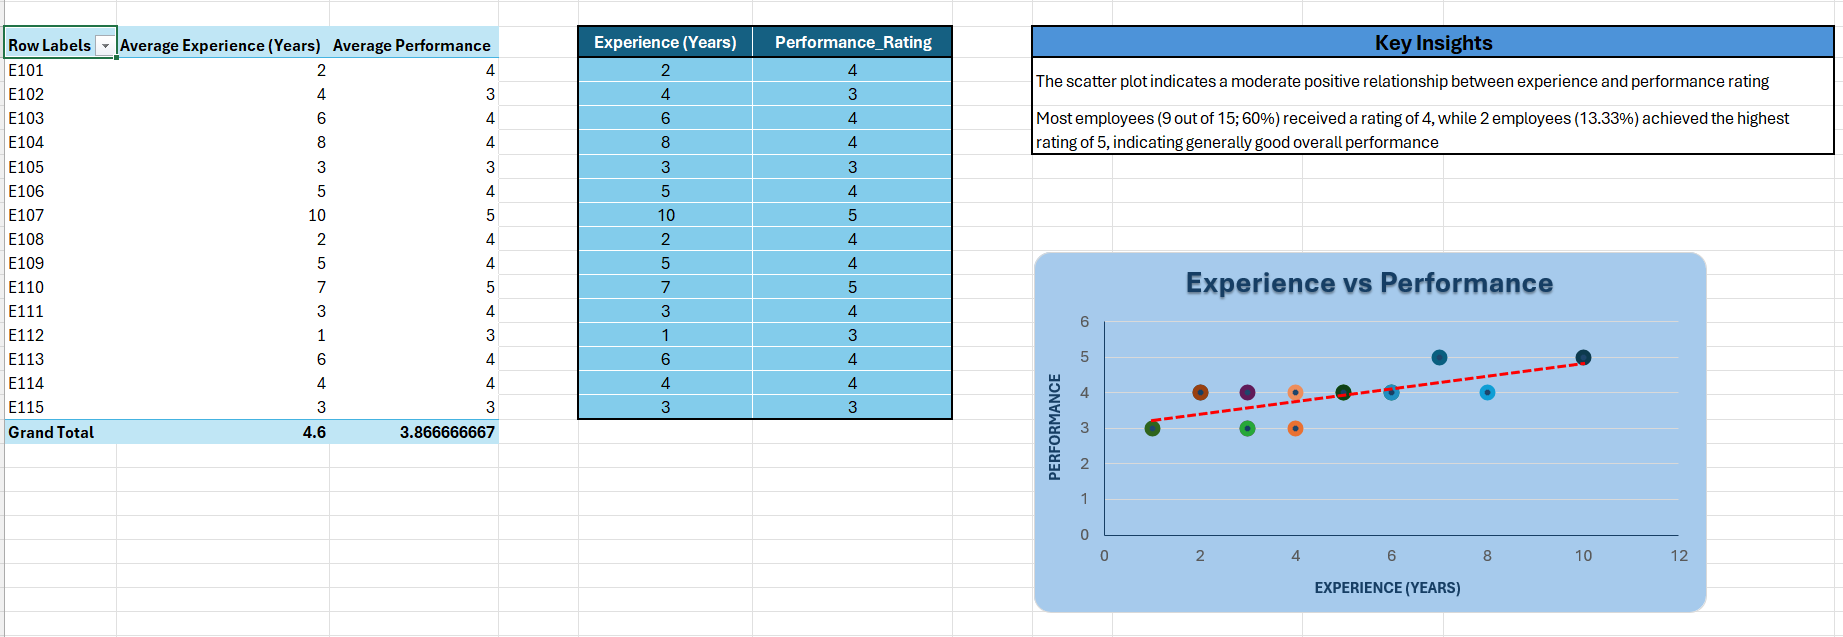 Row Labels Average Experience (Years) Average Performance
E101 2 4
E102 4 3
E103 6 4
E104 8 4
E105 3 3
E106 5 4
E107 10 5
E108 2 4
E109 5 4
E110 7 5
E111 3 4
E112 1 3
E113 6 4
E114 4 4
E115 3 3
Grand Total 4.6 3.866666667
Experience (Years) Performance_Rating
2 4
4 3
6 4
8 4
3 3
5 4
10 5
2 4
5 4
7 5
3 4
1 3
6 4
4 4
3 3
Key Insights
The scatter plot indicates a moderate positive relationship between experience and performance rating
Most employees (9 out of 15; 60%) received a rating of 4, while 2 employees (13.33%) achieved the highest
rating of 5, indicating generally good overall performance
Experience vs Performance
PERFORMANCE
6
5
4
3
2
1
0
0 2 4 6 8 10 12
EXPERIENCE (YEARS)